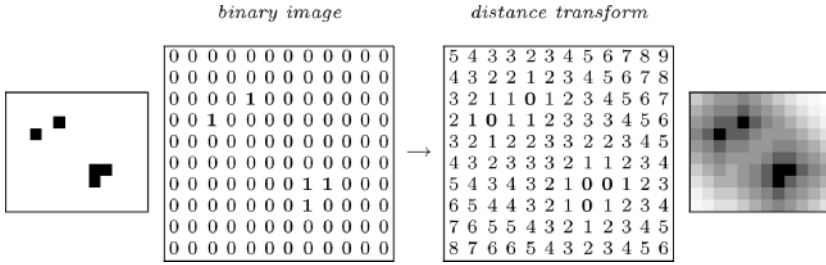 binary image
0 0 0 0 0 0 0 0 0 0 0 0
0 0 0 0 0 0 0 0 0 0 0 0
0 0 0 0 1 0 0 0 0 0 0 0
0 0 1 0 0 0 0 0 0 0 0 0
0 0 0 0 0 0 0 0 0 0 0 0
0 0 0 0 0 0 0 0 0 0 0 0
0 0 0 0 0 0 0 1 1 0 0 0
0 0 0 0 0 0 0 1 0 0 0 0
0 0 0 0 0 0 0 0 0 0 0 0
0 0 0 0 0 0 0 0 0 0 0 0
→
distance transform
5 4 3 3 2 3 4 5 6 7 8 9
4 3 2 2 1 2 3 4 5 6 7 8
3 2 1 1 0 1 2 3 4 5 6 7
2 1 0 1 1 2 3 3 3 4 5 6
3 2 1 2 2 3 3 2 2 3 4 5
4 3 2 3 3 3 2 1 1 2 3 4
5 4 3 4 3 2 1 0 0 1 2 3
6 5 4 4 3 2 1 0 1 2 3 4
7 6 5 5 4 3 2 1 2 3 4 5
8 7 6 6 5 4 3 2 3 4 5 6